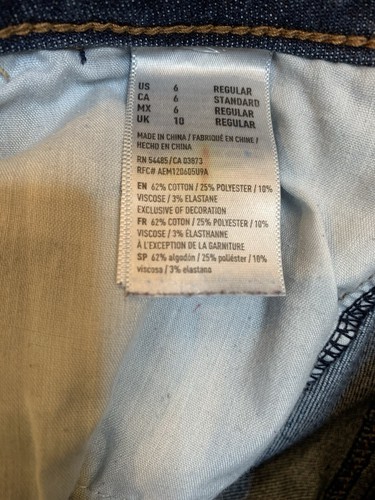 US 6 REGULAR
CA 6 STANDARD
MX 6 REGULAR
UK 10 REGULAR
MADE IN CHINA / FABRIQUÉ EN CHINE /
HECHO EN CHINA
RN 54485/CA 03873
RFC# AEM120605U9A
EN 62% COTTON / 25% POLYESTER / 10%
VISCOSE / 3% ELASTANE
EXCLUSIVE OF DECORATION
FR 62% COTON / 25% POLYESTER / 10%
VISCOSE / 3% ÉLASTHANNE
À L'EXCEPTION DE LA GARNITURE
SP 62% algodón / 25% poliéster / 10%
viscosa / 3% elastano